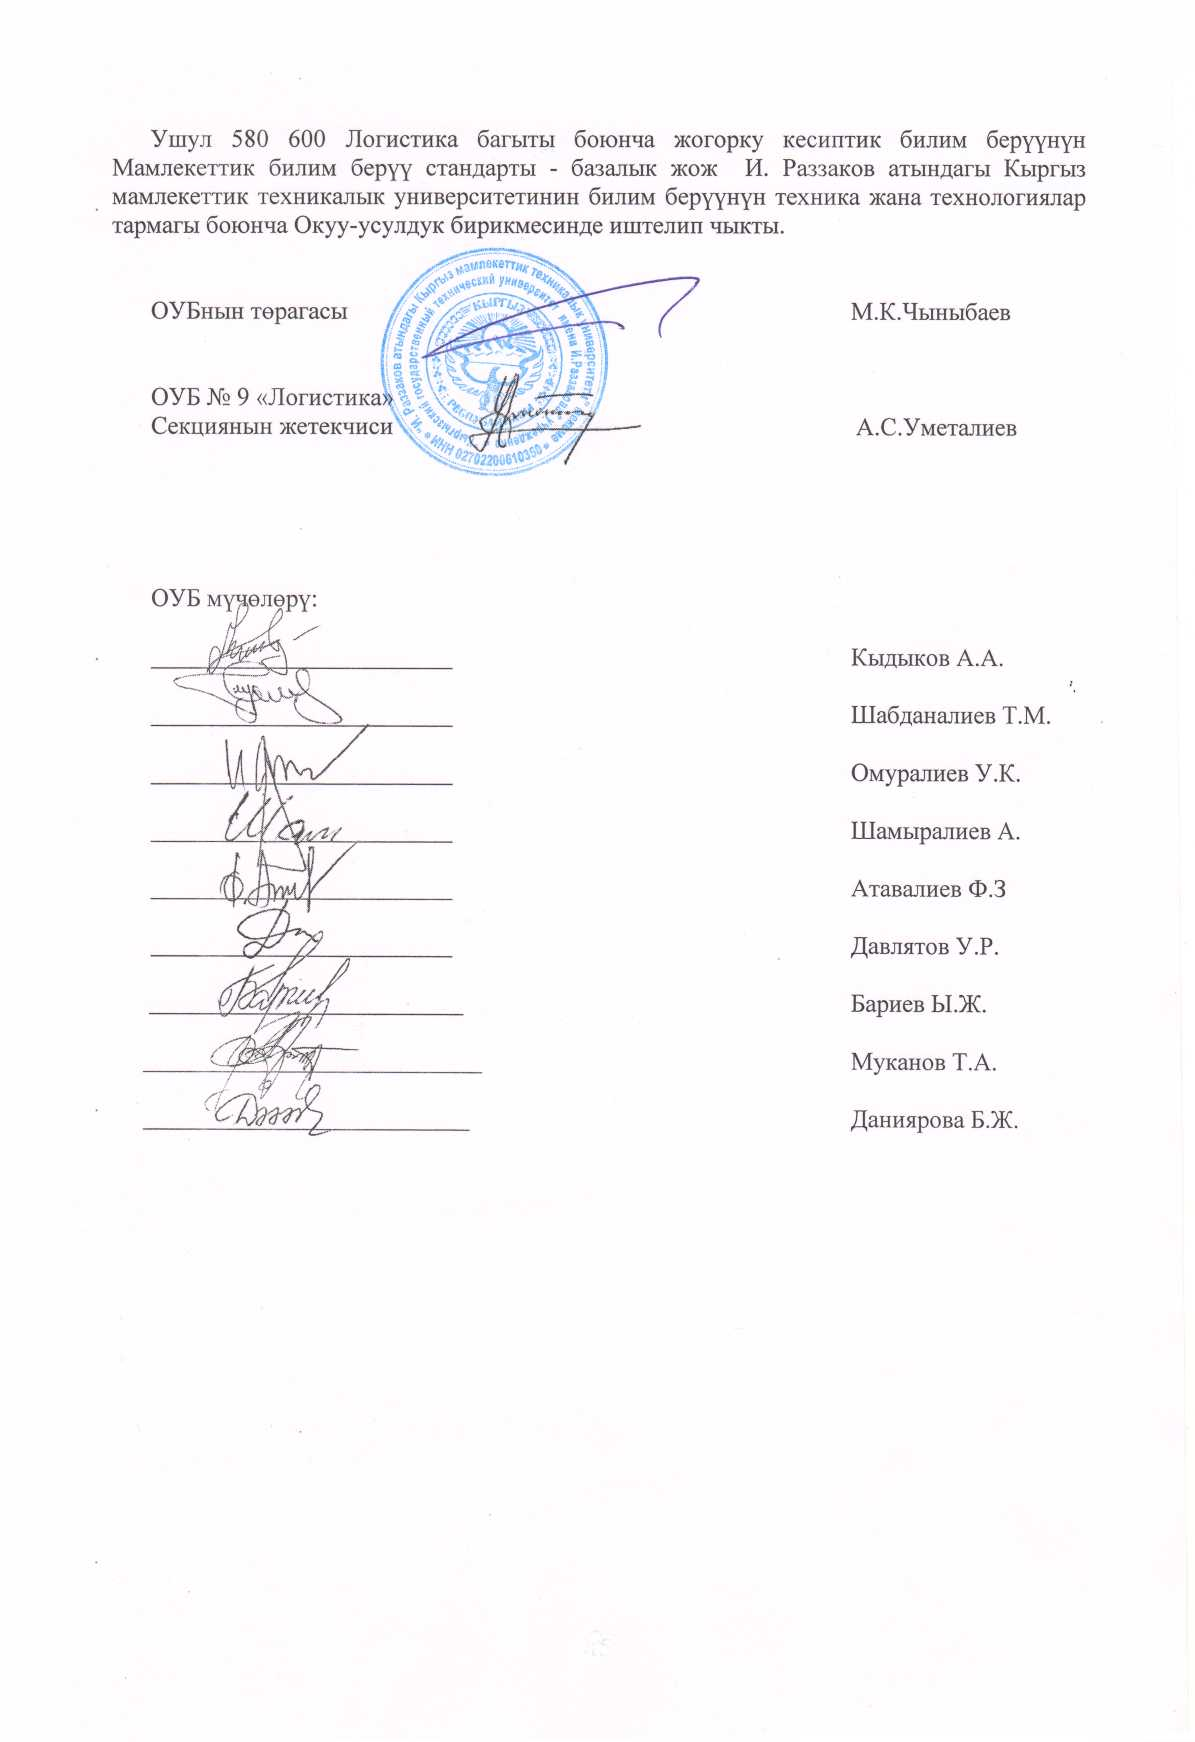 Ушул 580 600 Логистика багыты боюнча жогорку кесиптик билим берүүнүн
Мамлекеттик билим берүү стандарты - базалык жож И. Раззаков атындагы Кыргыз
мамлекеттик техникалык университетинин билим берүүнүн техника жана технологиялар
тармагы боюнча Окуу-усулдук бирикмесинде иштелип чыкты.
ОУБнын төрагасы М.К.Чыныбаев
ОУБ № 9 «Логистика»
Секциянын жетекчиси А.С.Уметалиев
ОУБ мүчөлөрү:
Кыдыков А.А.
Шабданалиев Т.М.
Омуралиев У.К.
Шамыралиев А.
Атавалиев Ф.З
Давлятов У.Р.
Бариев Ы.Ж.
Муканов Т.А.
Даниярова Б.Ж.